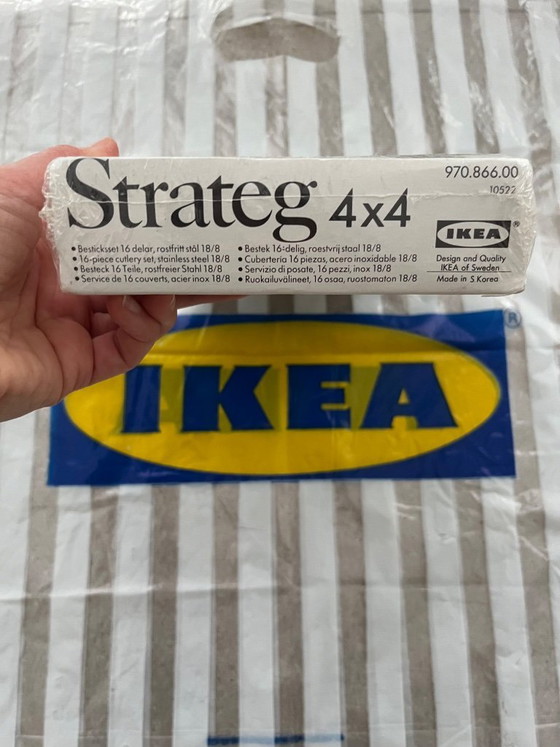 Strateg 4x4
970.866.00
10522
• Besticksset 16 delar, rostfritt stål 18/8
• 16-piece cutlery set, stainless steel 18/8
• Besteck 16 Teile, rostfreier Stahl 18/8
• Service de 16 couverts, acier inox 18/8
• Bestek 16-delig, roestvrij staal 18/8
• Cuberteria 16 piezas, acero inoxidable 18/8
• Servizio di posate, 16 pezzi, inox 18/8
• Ruokailuvälineet, 16 osaa, ruostomaton 18/8
IKEA®
Design and Quality
IKEA of Sweden
Made in S Korea
IKEA®